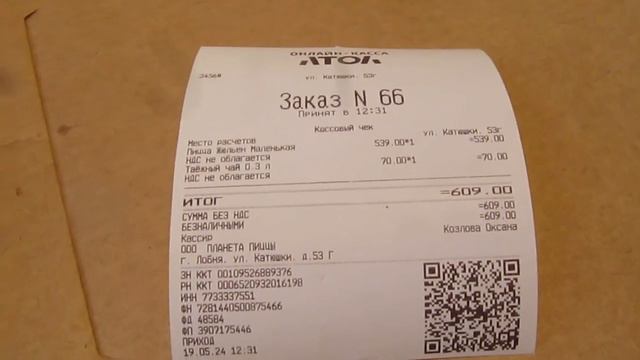 ОНЛАЙН-КАССА
АТОЛ
ул. Катюшки. 53г
Заказ N 66
Принят в 12:31
Кассовый чек
Место расчетов ул. Катюшки. 53г
Пицца Жюльен Маленькая 539.00*1 =539.00
НДС не облагается
Таёжный чай 0.3 л 70.00*1 =70.00
НДС не облагается
ИТОГ =609.00
СУММА БЕЗ НДС =609.00
БЕЗНАЛИЧНЫМИ =609.00
Кассир Козлова Оксана
ООО ПЛАНЕТА ПИЦЦЫ
г. Лобня. ул. Катюшки. д.53 Г
ЗН ККТ 00109526889376
РН ККТ 0006520932016198
ИНН 7733337551
ФН 7281440500875466
ФД 48584
ФП 3907175446
ПРИХОД
19.05.24 12:31